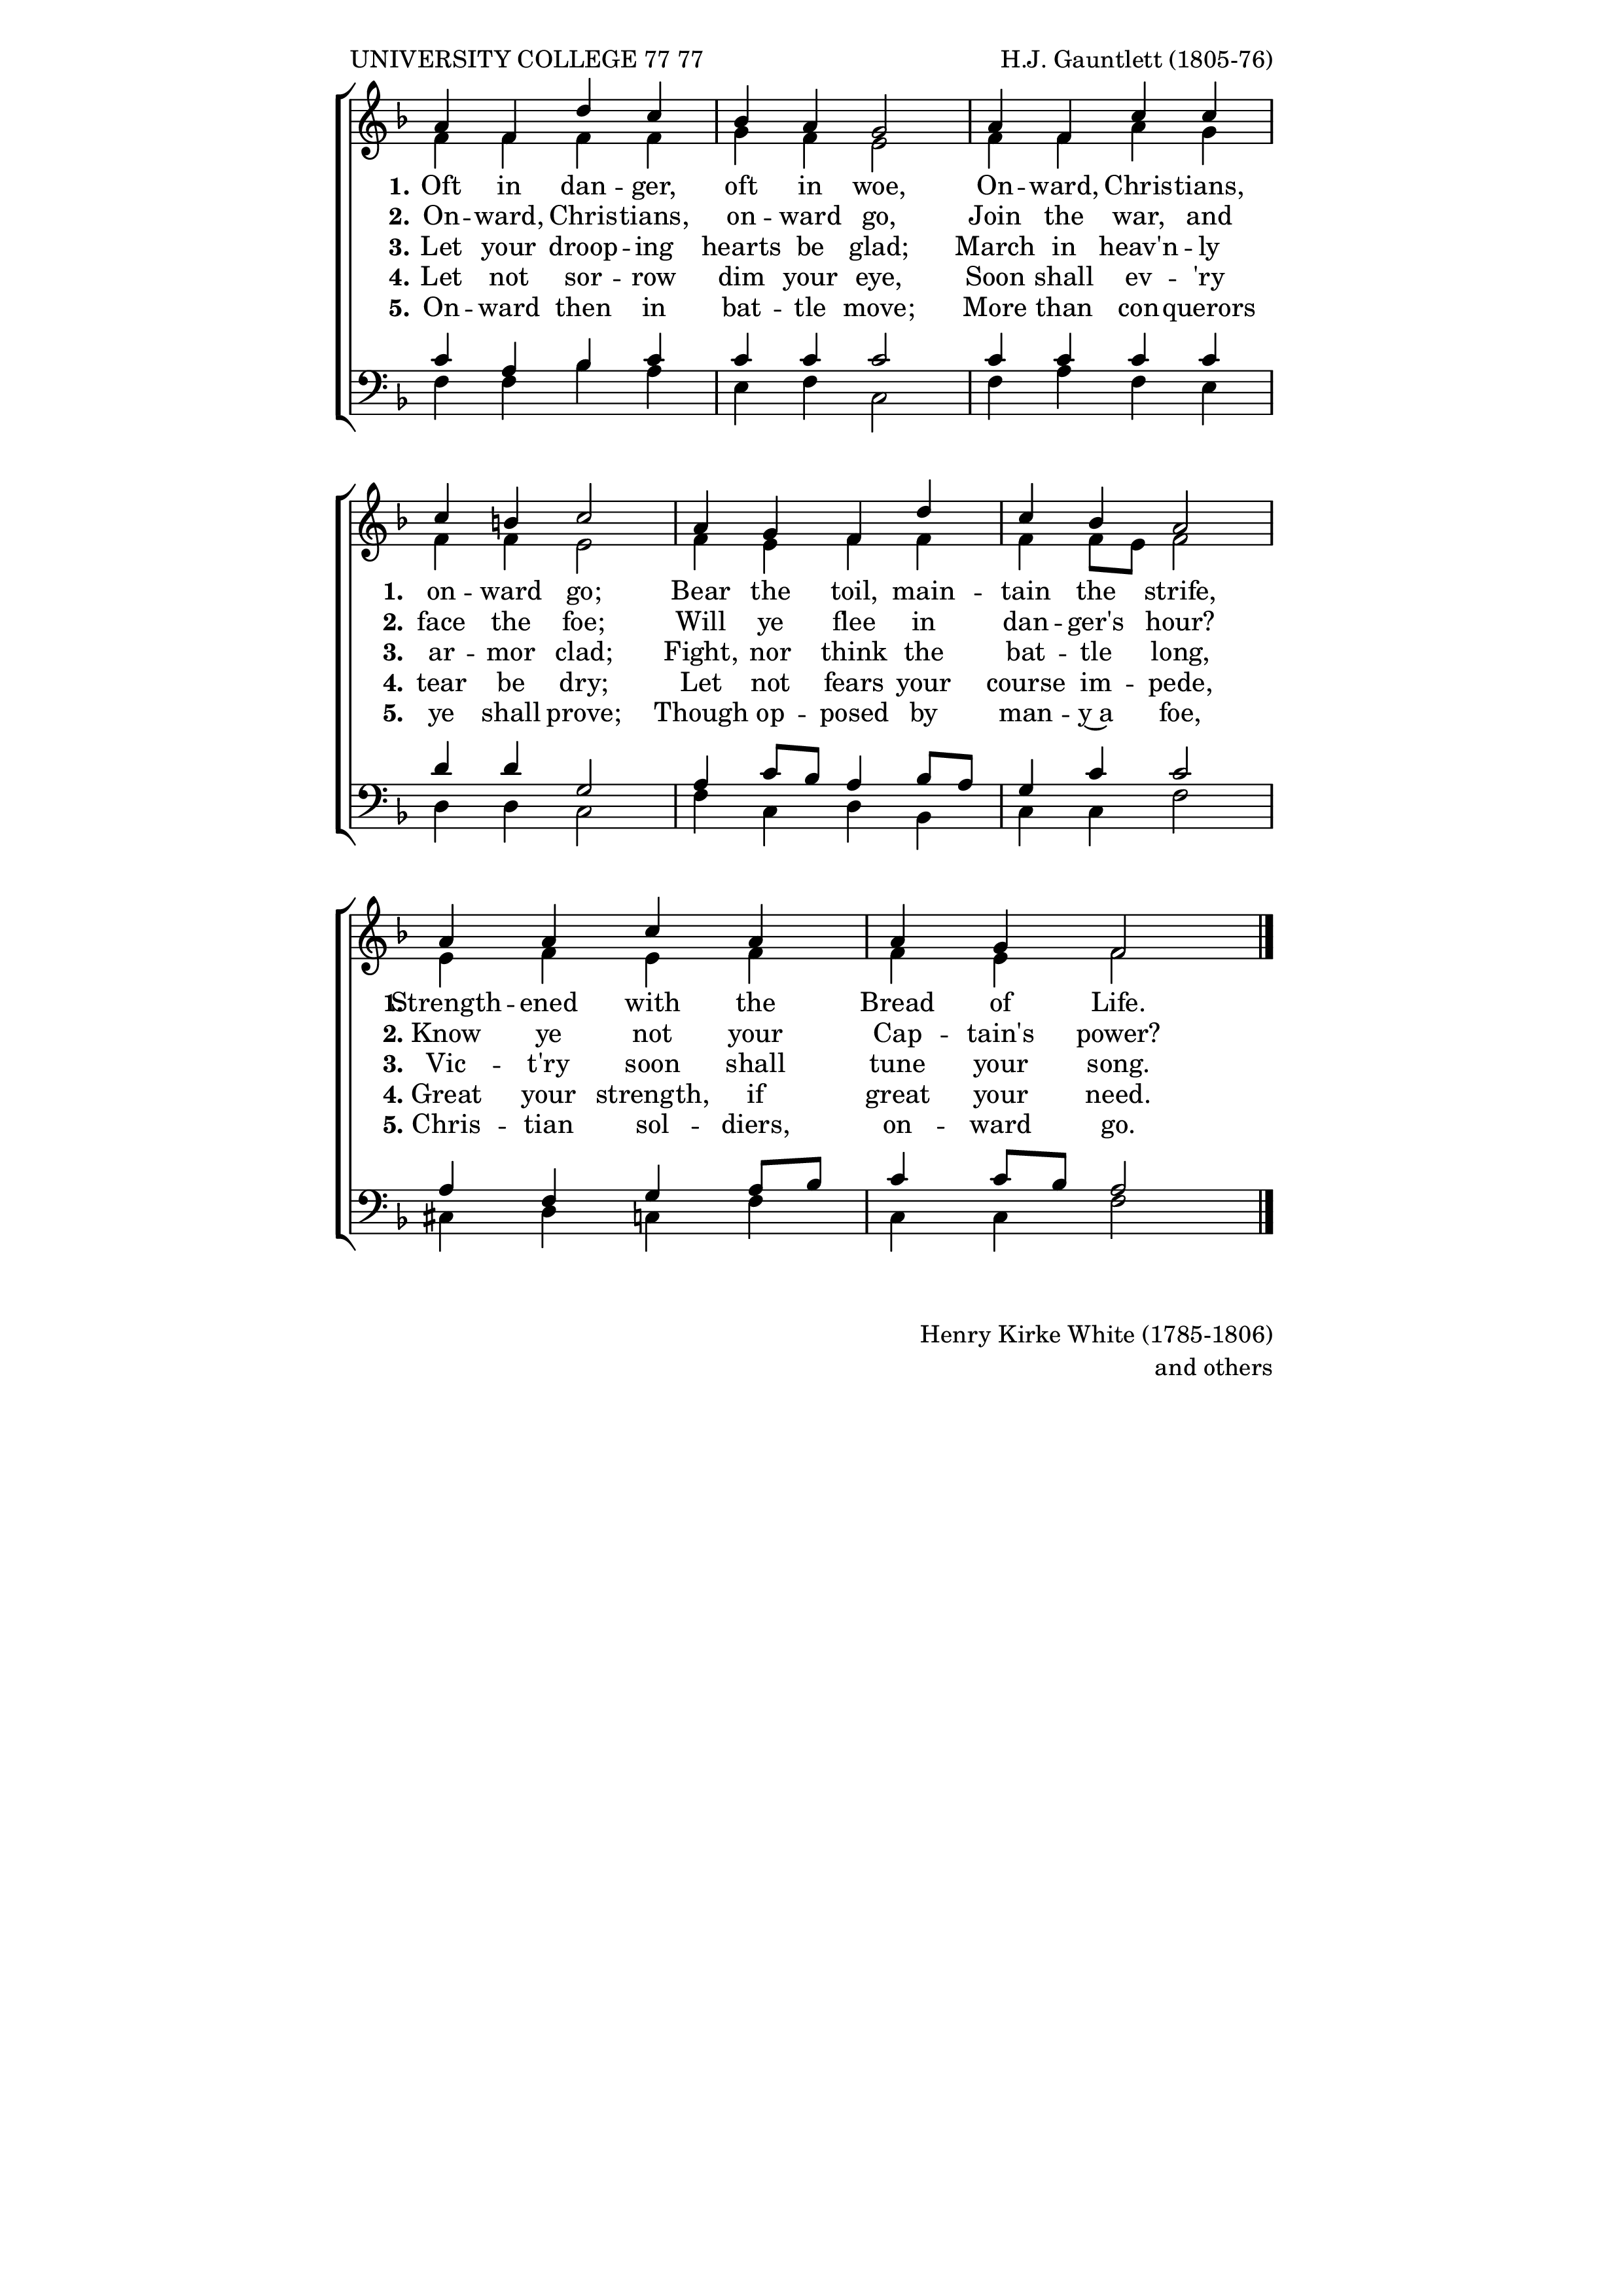 UNIVERSITY COLLEGE 77 77 H.J. Gauntlett (1805-76)
1. Oft in dan -- ger, oft in woe, On -- ward, Chris -- tians,
2. On -- ward, Chris -- tians, on -- ward go, Join the war, and
3. Let your droop -- ing hearts be glad; March in heav'n -- ly
4. Let not sor -- row dim your eye, Soon shall ev -- 'ry
5. On -- ward then in bat -- tle move; More than con -- querors
1. on -- ward go; Bear the toil, main -- tain the strife,
2. face the foe; Will ye flee in dan -- ger's hour?
3. ar -- mor clad; Fight, nor think the bat -- tle long,
4. tear be dry; Let not fears your course im -- pede,
5. ye shall prove; Though op -- posed by man -- y a foe,
1. Strength -- ened with the Bread of Life.
2. Know ye not your Cap -- tain's power?
3. Vic -- t'ry soon shall tune your song.
4. Great your strength, if great your need.
5. Chris -- tian sol -- diers, on -- ward go.
Henry Kirke White (1785-1806)
and others